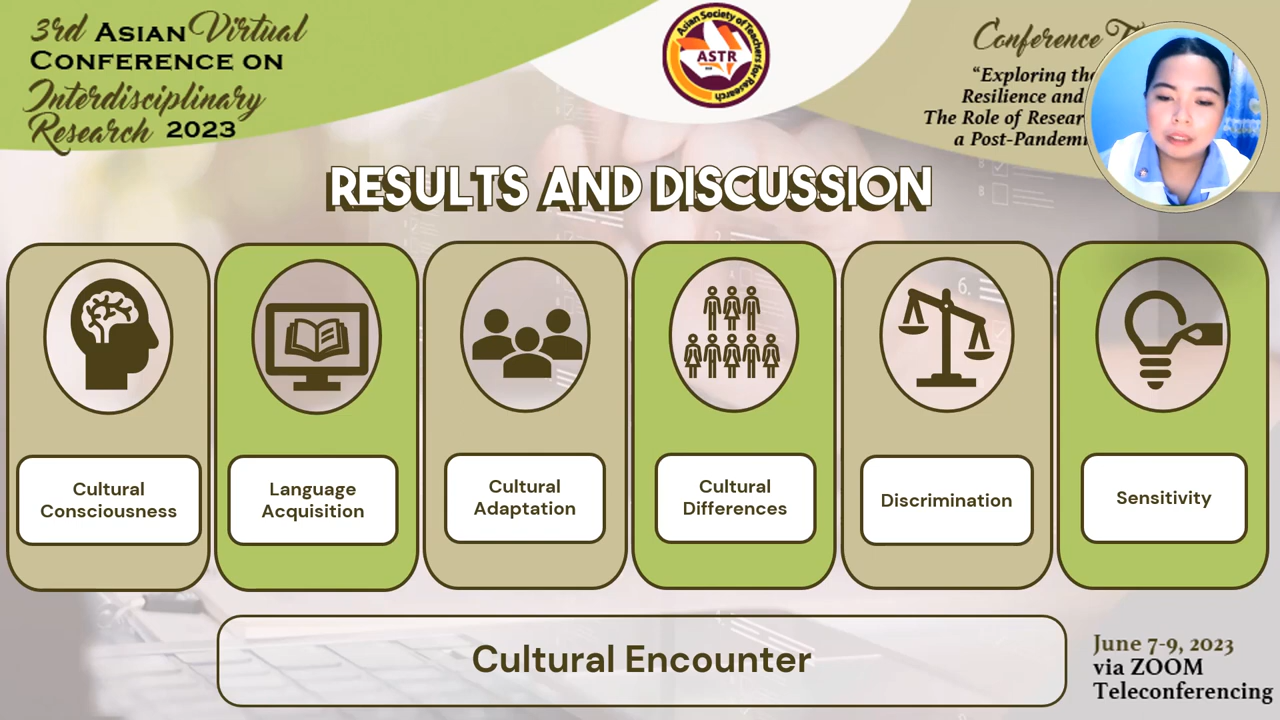 3rd ASIAN Virtual
CONFERENCE ON
Interdisciplinary
Research 2023
Asian Society of Teachers for Research
ASTR
Conference
"Exploring the
Resilience and
The Role of
a Post-
RESULTS AND DISCUSSION
6.
8
Cultural
Consciousness
Language
Acquisition
Cultural
Adaptation
Cultural
Differences
Discrimination
Sensitivity
Cultural Encounter
June 7-9, 2023
via ZOOM
Teleconferencing